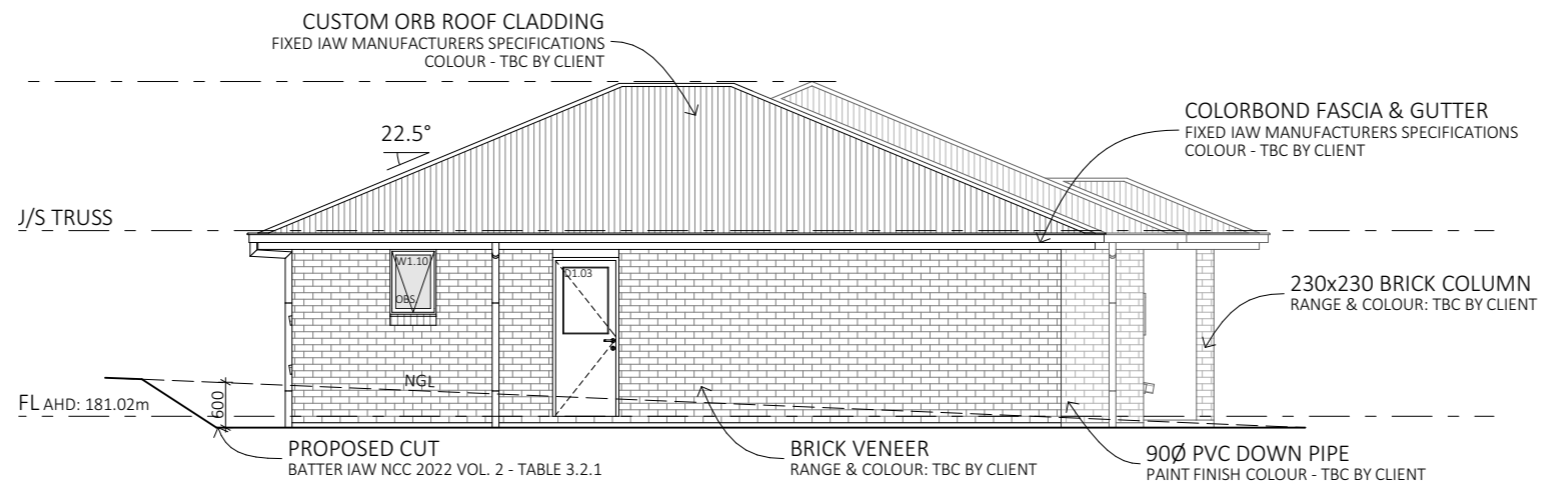 CUSTOM ORB ROOF CLADDING
FIXED IAW MANUFACTURERS SPECIFICATIONS
COLOUR - TBC BY CLIENT
22.5°
COLORBOND FASCIA & GUTTER
FIXED IAW MANUFACTURERS SPECIFICATIONS
COLOUR - TBC BY CLIENT
J/S TRUSS
W1.10
OBS
D1.03
230x230 BRICK COLUMN
RANGE & COLOUR: TBC BY CLIENT
NGL
600
FL AHD: 181.02m
PROPOSED CUT
BATTER IAW NCC 2022 VOL. 2 - TABLE 3.2.1
BRICK VENEER
RANGE & COLOUR: TBC BY CLIENT
90Ø PVC DOWN PIPE
PAINT FINISH COLOUR - TBC BY CLIENT